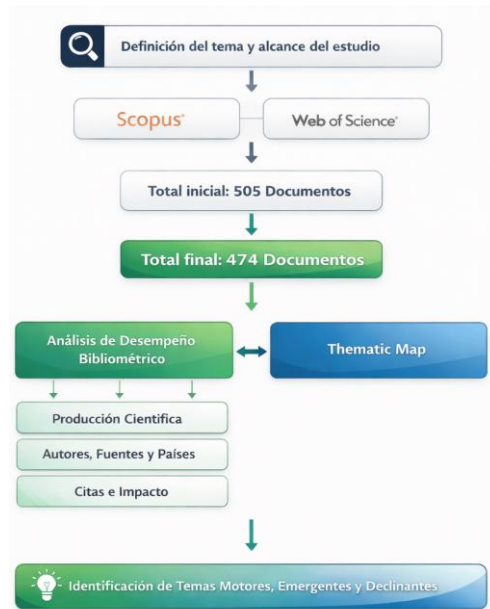 Definición del tema y alcance del estudio
Scopus®
Web of Science®
Total inicial: 505 Documentos
Total final: 474 Documentos
Análisis de Desempeño
Bibliométrico
Thematic Map
Producción Científica
Autores, Fuentes y Países
Citas e Impacto
Identificación de Temas Motores, Emergentes y Declinantes